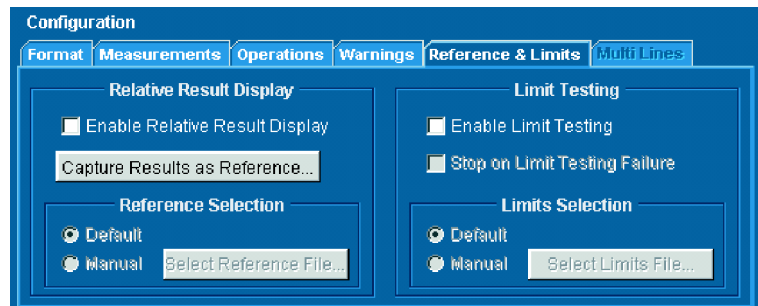 Configuration
Format Measurements Operations Warnings Reference & Limits Multi Lines
Relative Result Display
Enable Relative Result Display
Capture Results as Reference...
Reference Selection
Default
Manual Select Reference File...
Limit Testing
Enable Limit Testing
Stop on Limit Testing Failure
Limits Selection
Default
Manual Select Limits File...